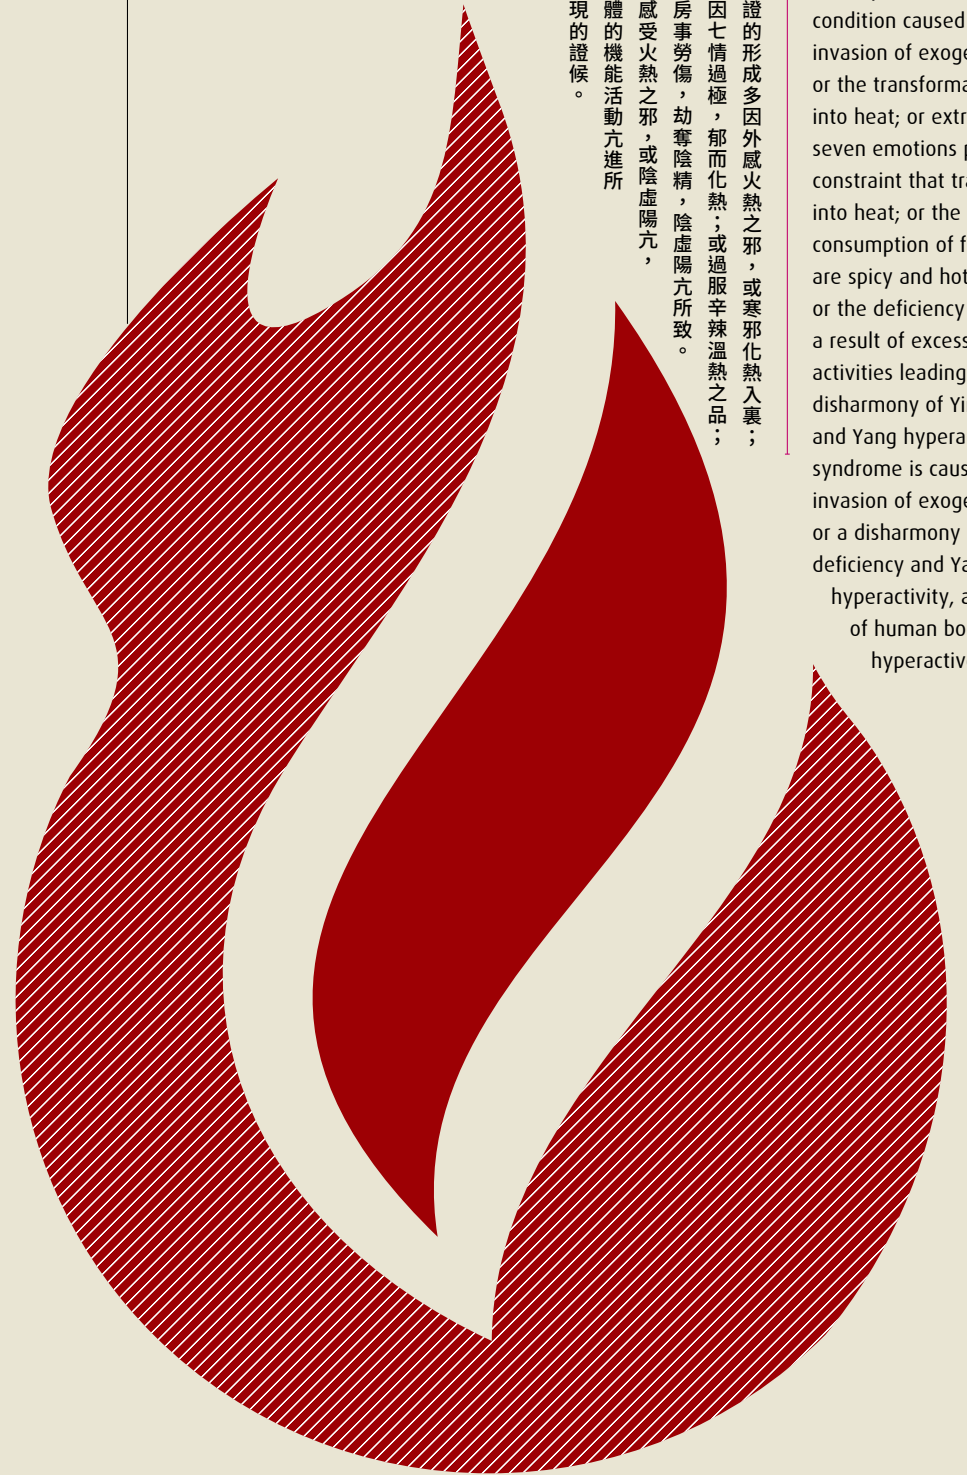 證的形成多因外感火熱之邪，或寒邪化熱入裏；
因七情過極，郁而化熱；或過服辛辣溫熱之品；
房事勞傷，劫奪陰精，陰虛陽亢所致。
感受火熱之邪，或陰虛陽亢，
體的機能活動亢進所
現的證候。
condition caused
invasion of exoge
or the transforma
into heat; or extr
seven emotions p
constraint that tra
into heat; or the
consumption of f
are spicy and hot
or the deficiency
a result of excess
activities leading
disharmony of Yi
and Yang hypera
syndrome is caus
invasion of exoge
or a disharmony
deficiency and Ya
hyperactivity, a
of human bo
hyperactiv